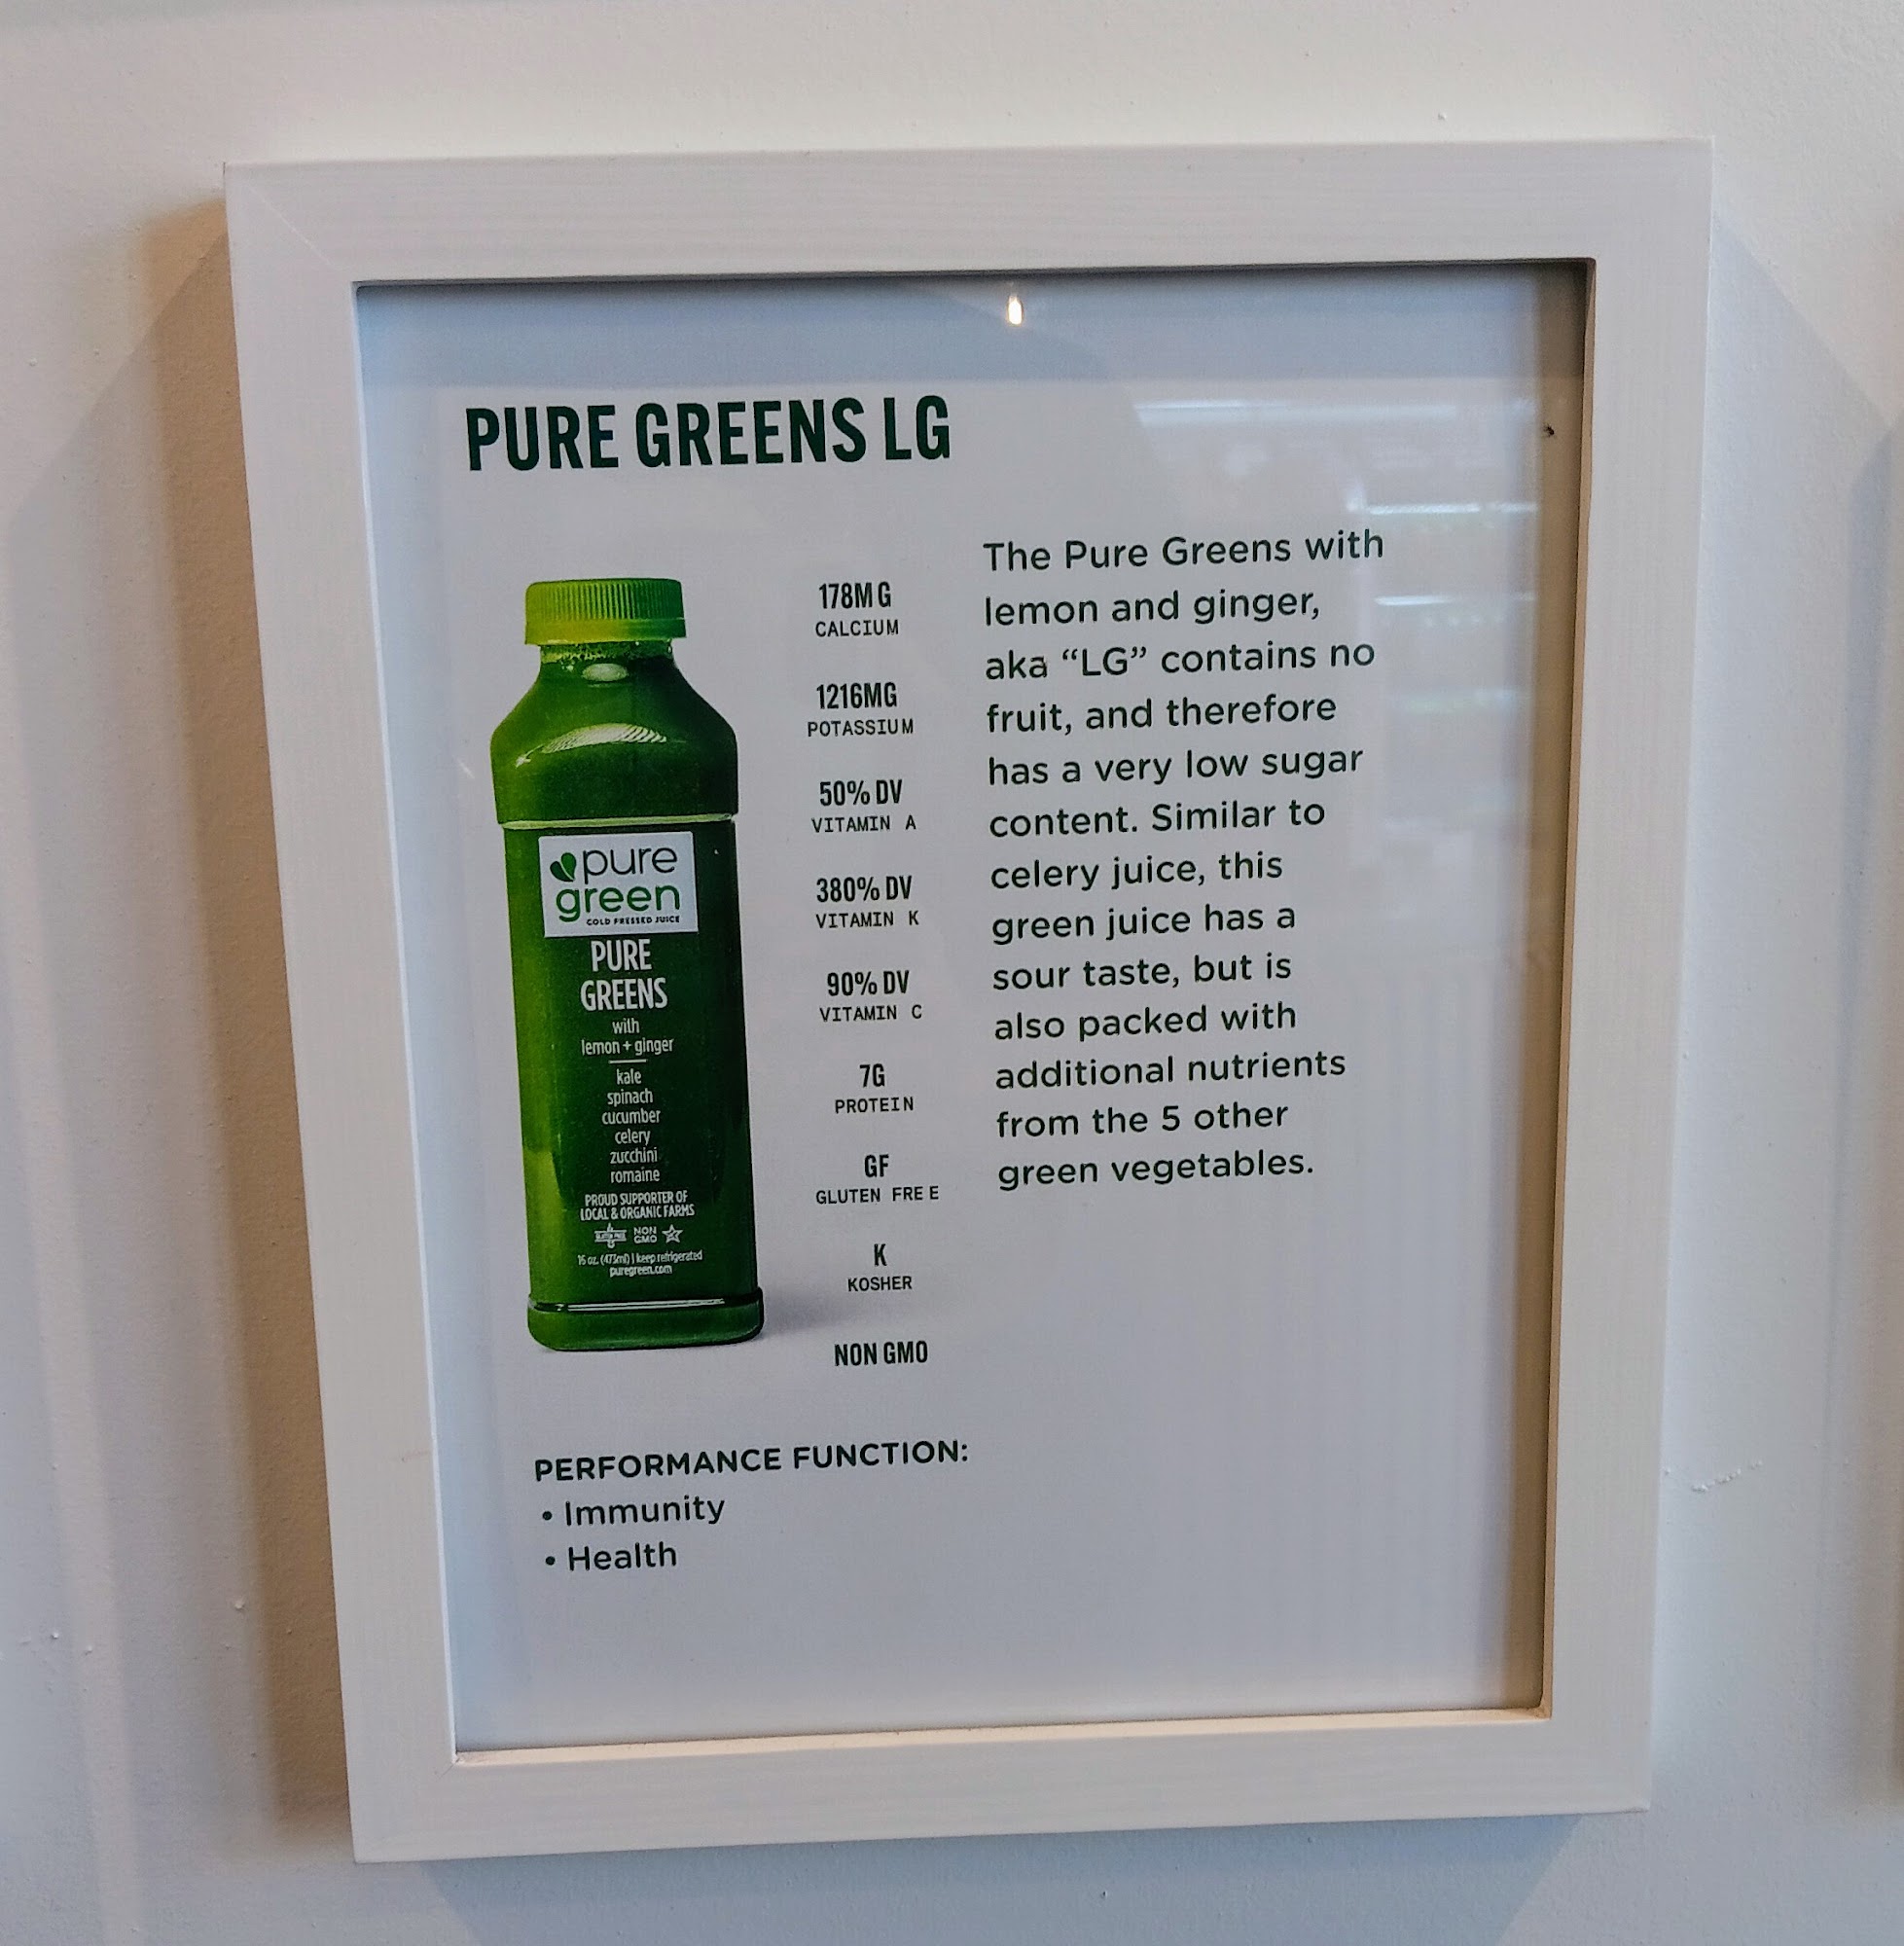 PURE GREENS LG
pure
green
COLD PRESSED JUICE
PURE
GREENS
with
lemon + ginger
kale
spinach
cucumber
celery
zucchini
romaine
PROUD SUPPORTER OF
LOCAL & ORGANIC FARMS
GLUTEN FREE
NON
GMO
16 oz. (473ml) | keep refrigerated
puregreen.com
178MG
CALCIUM
1216MG
POTASSIUM
50% DV
VITAMIN A
380% DV
VITAMIN K
90% DV
VITAMIN C
7G
PROTEIN
GF
GLUTEN FREE
K
KOSHER
NON GMO
The Pure Greens with
lemon and ginger,
aka “LG” contains no
fruit, and therefore
has a very low sugar
content. Similar to
celery juice, this
green juice has a
sour taste, but is
also packed with
additional nutrients
from the 5 other
green vegetables.
PERFORMANCE FUNCTION:
• Immunity
• Health